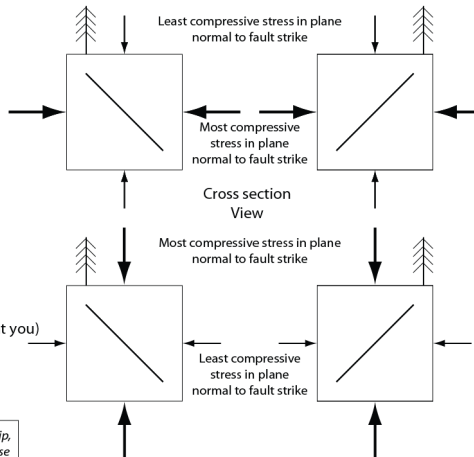 Least compressive stress in plane
normal to fault strike
Most compressive
stress in plane
normal to fault strike
Cross section
View
Most compressive stress in plane
normal to fault strike
t you)
Least compressive
stress in plane
normal to fault strike
ip,
se